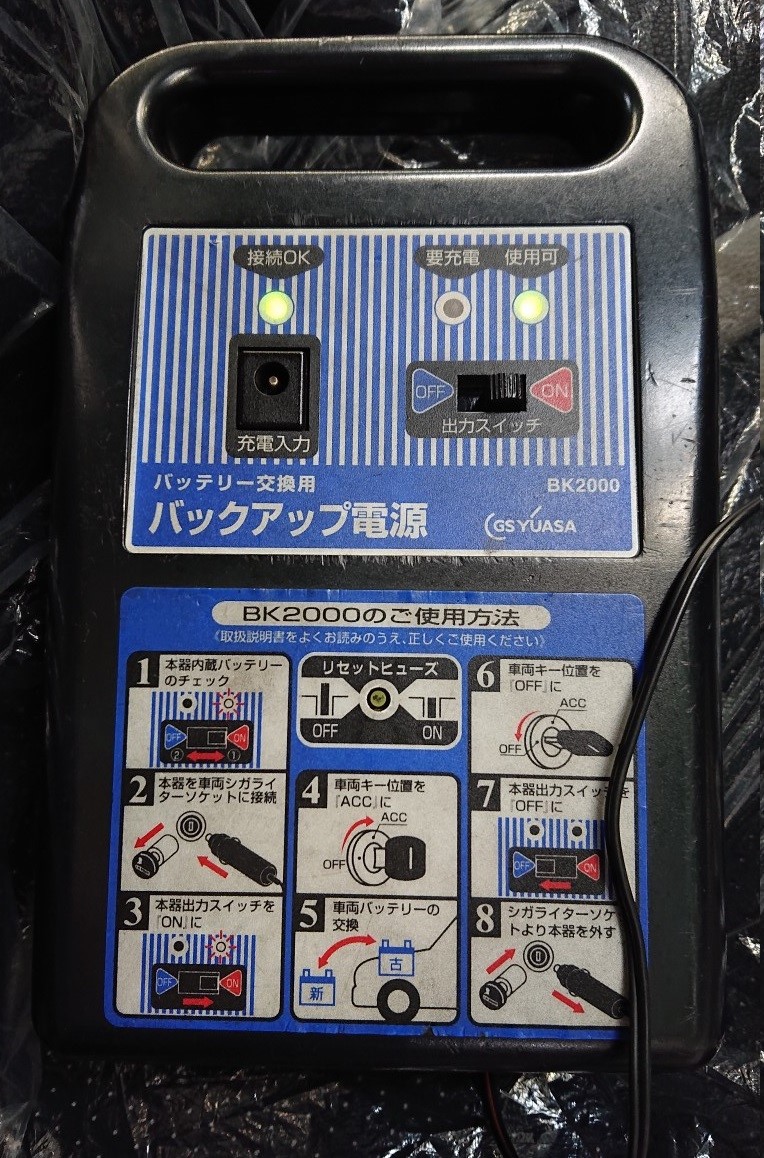 接続OK
要充電 使用可
OFF ON
出力スイッチ
充電入力
バッテリー交換用 BK2000
バックアップ電源 GS YUASA
BK2000のご使用方法
《取扱説明書をよくお読みのうえ、正しくご使用ください》
1 本器内蔵バッテリー
のチェック
OFF ON
② ①
2 本器を車両シガライ
ターソケットに接続
3 本器出力スイッチを
『ON』に
OFF ON
リセットヒューズ
OFF ON
4 車両キー位置を
『ACC』に
ACC
OFF
5 車両バッテリーの
交換
新 古
6 車両キー位置を
『OFF』に
ACC
OFF
7 本器出力スイッチを
『OFF』に
OFF ON
8 シガライターソケ
ットより本器を外す